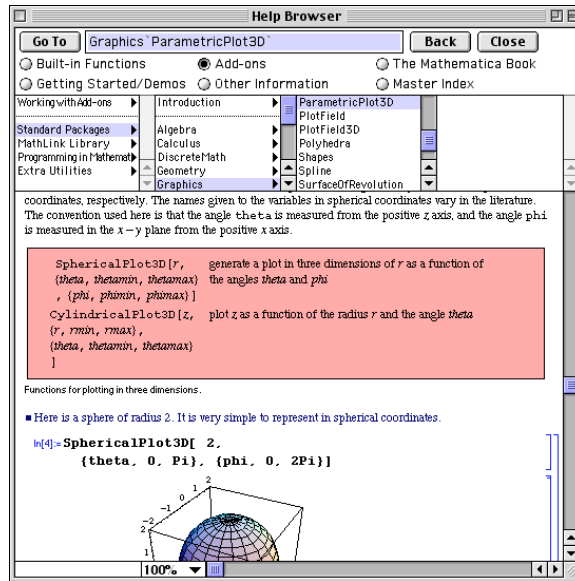 Help Browser
Go To Graphics`ParametricPlot3D` Back Close
Built-in Functions Add-ons The Mathematica Book
Getting Started/Demos Other Information Master Index
Working with Add-ons Introduction ParametricPlot3D
PlotField
Standard Packages Algebra PlotField3D
MathLink Library Calculus Polyhedra
Programming in Mathemat DiscreteMath Shapes
Extra Utilities Geometry Spline
Graphics SurfaceOfRevolution
coordinates, respectively. The names given to the variables in spherical coordinates vary in the literature.
The convention used here is that the angle theta is measured from the positive z axis, and the angle phi
is measured in the x – y plane from the positive x axis.
SphericalPlot3D[r, generate a plot in three dimensions of r as a function of
{theta, thetamin, thetamax} the angles theta and phi
, {phi, phimin, phimax}]
CylindricalPlot3D[z, plot z as a function of the radius r and the angle theta
{r, rmin, rmax},
{theta, thetamin, thetamax}
]
Functions for plotting in three dimensions.
■ Here is a sphere of radius 2. It is very simple to represent in spherical coordinates.
In[4]:= SphericalPlot3D[ 2,
{theta, 0, Pi}, {phi, 0, 2Pi}]
-2 -1 0 1 2
2
1
100%